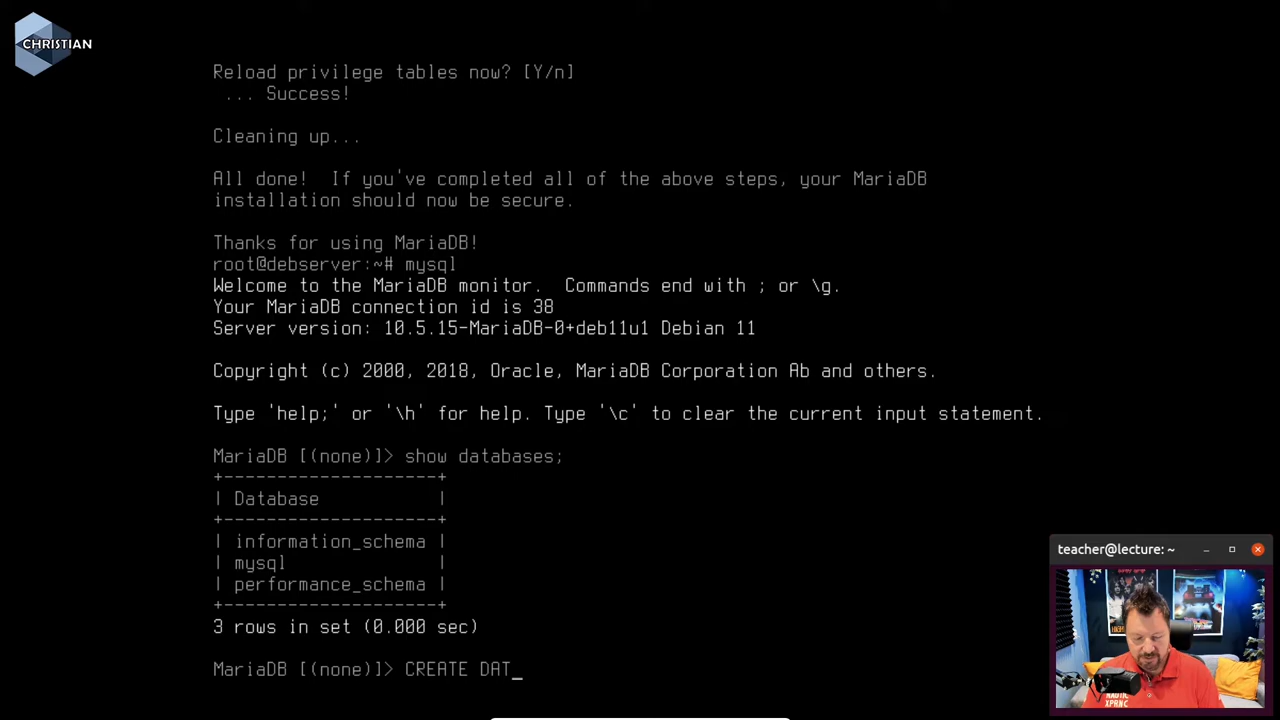 CHRISTIAN
Reload privilege tables now? [Y/n]
... Success!
Cleaning up...
All done!  If you've completed all of the above steps, your MariaDB
installation should now be secure.
Thanks for using MariaDB!
root@debserver:~# mysql
Welcome to the MariaDB monitor.  Commands end with ; or \g.
Your MariaDB connection id is 38
Server version: 10.5.15-MariaDB-0+deb11u1 Debian 11
Copyright (c) 2000, 2018, Oracle, MariaDB Corporation Ab and others.
Type 'help;' or '\h' for help. Type '\c' to clear the current input statement.
MariaDB [(none)]> show databases;
+--------------------+
| Database           |
+--------------------+
| information_schema |
| mysql              |
| performance_schema |
+--------------------+
3 rows in set (0.000 sec)
MariaDB [(none)]> CREATE DAT_
teacher@lecture: ~